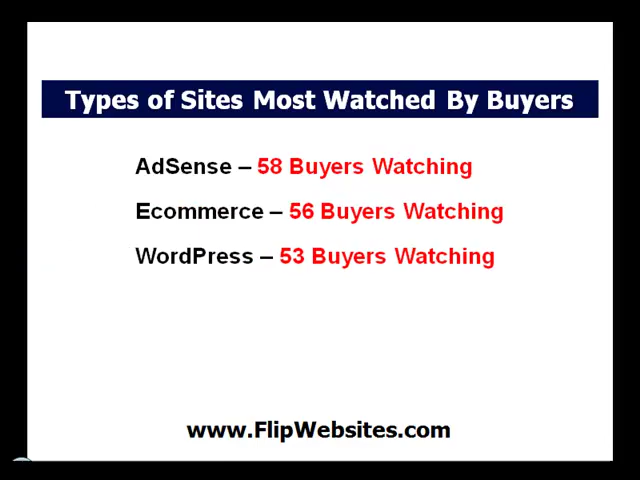 Types of Sites Most Watched By Buyers
AdSense – 58 Buyers Watching
Ecommerce – 56 Buyers Watching
WordPress – 53 Buyers Watching
www.FlipWebsites.com